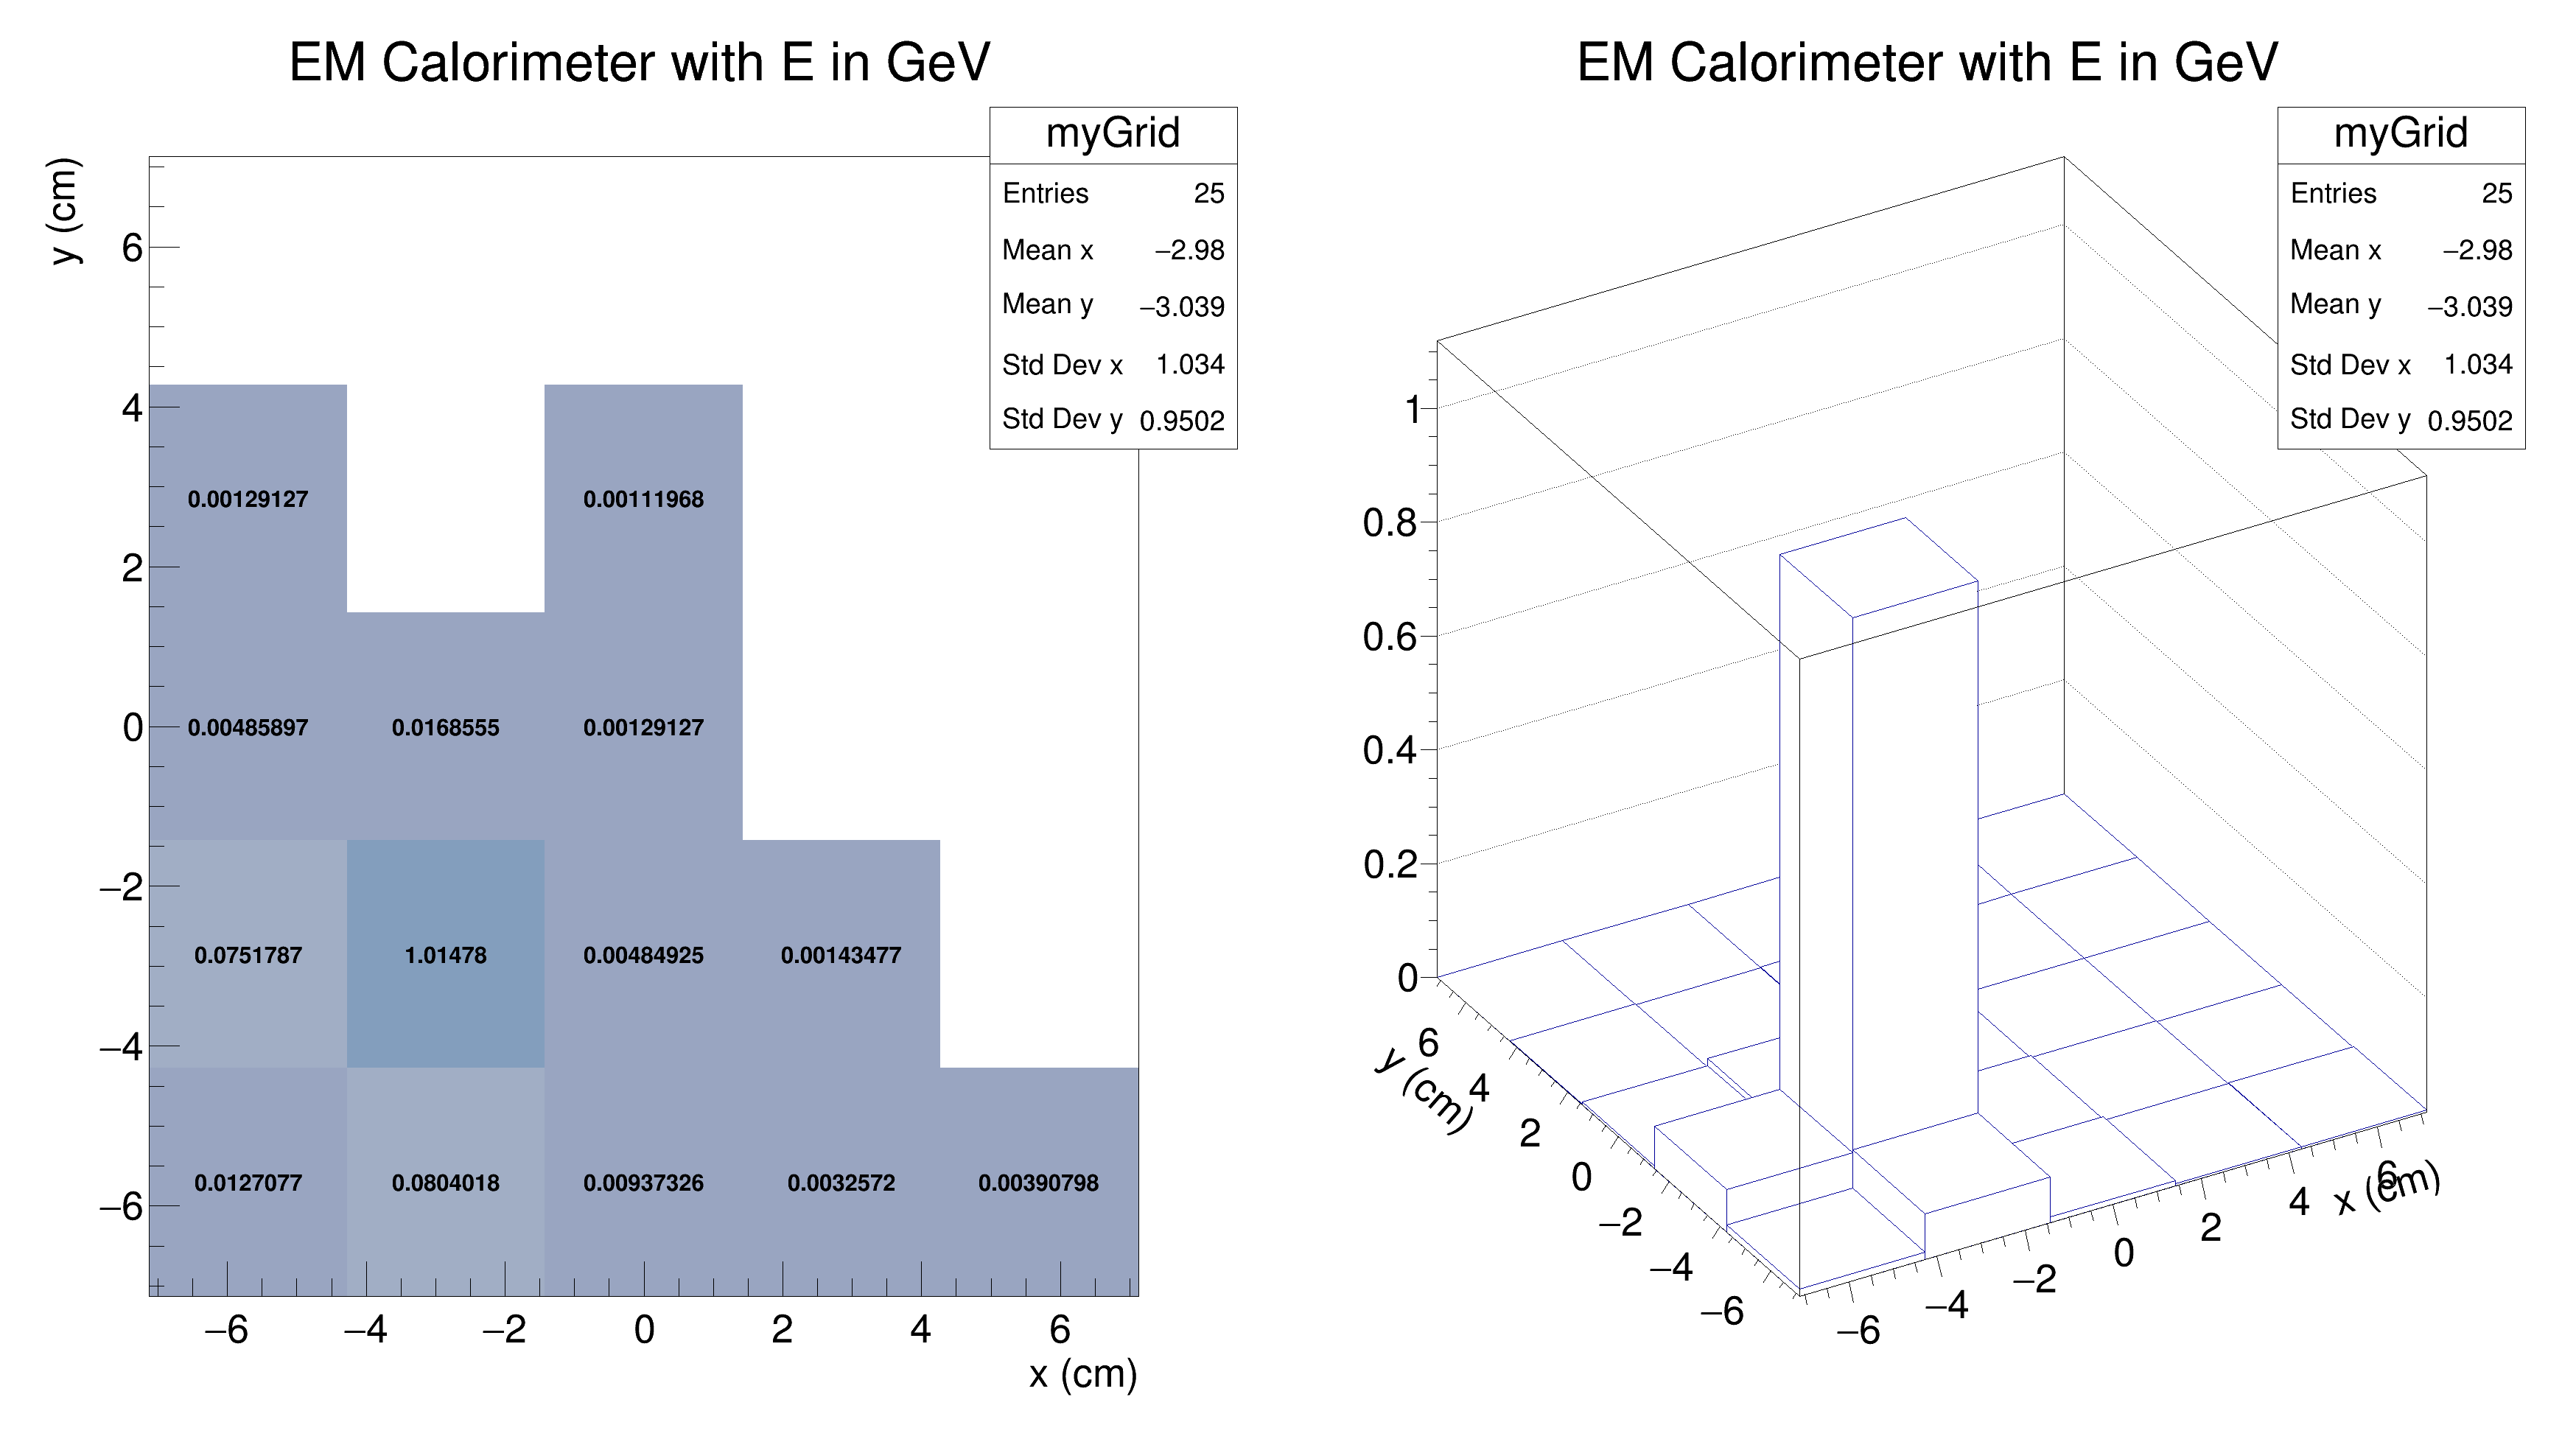 EM Calorimeter with E in GeV
myGrid
Entries 25
Mean x −2.98
Mean y −3.039
Std Dev x 1.034
Std Dev y 0.9502
y (cm)
6
4
2
0
−2
−4
−6
0.00129127 0.00111968
0.00485897 0.0168555 0.00129127
0.0751787 1.01478 0.00484925 0.00143477
0.0127077 0.0804018 0.00937326 0.0032572 0.00390798
−6 −4 −2 0 2 4 6
x (cm)
EM Calorimeter with E in GeV
myGrid
Entries 25
Mean x −2.98
Mean y −3.039
Std Dev x 1.034
Std Dev y 0.9502
1
0.8
0.6
0.4
0.2
0
y (cm)
6
4
2
0
−2
−4
−6
−6 −4 −2 0 2 4 6
x (cm)